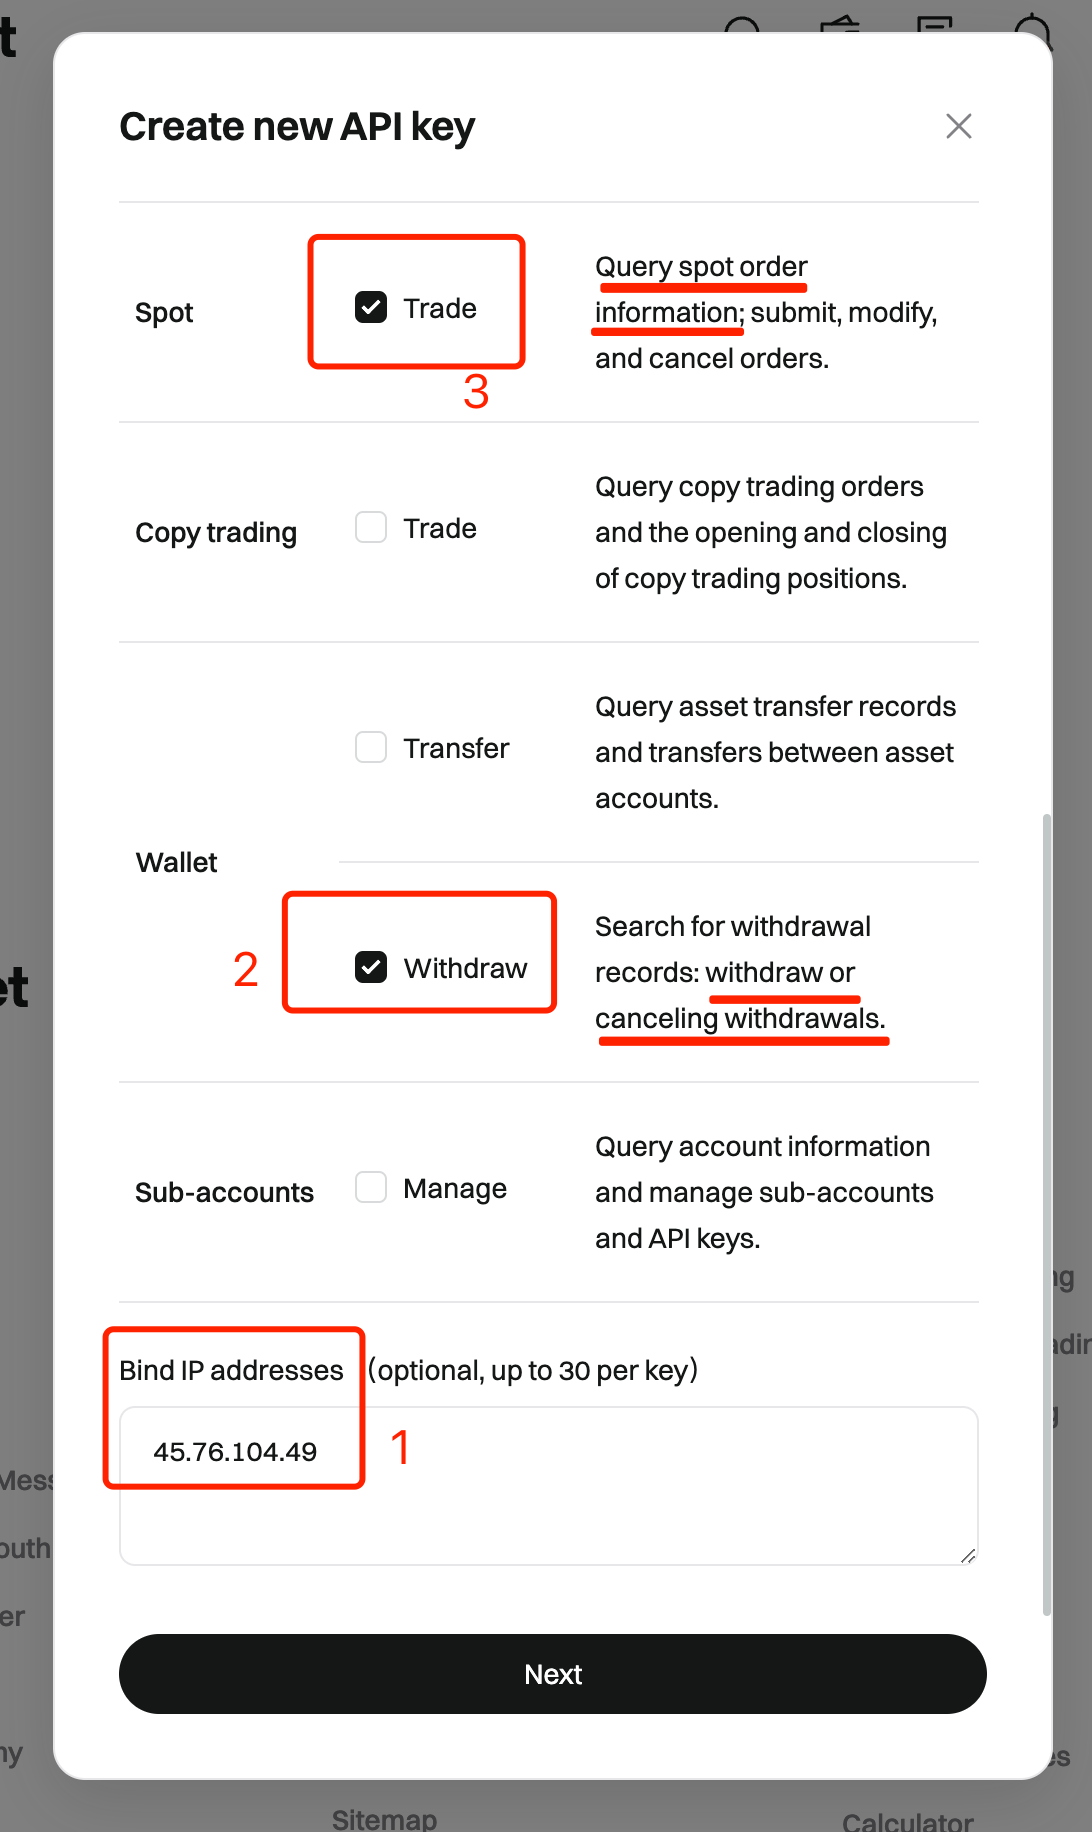 t
Create new API key
Spot
Trade
3
Query spot order
information; submit, modify,
and cancel orders.
Copy trading
Trade
Query copy trading orders
and the opening and closing
of copy trading positions.
Wallet
Transfer
Query asset transfer records
and transfers between asset
accounts.
2
Withdraw
Search for withdrawal
records: withdraw or
canceling withdrawals.
et
Sub-accounts
Manage
Query account information
and manage sub-accounts
and API keys.
Bind IP addresses (optional, up to 30 per key)
45.76.104.49
1
Next
Sitemap
Calculator